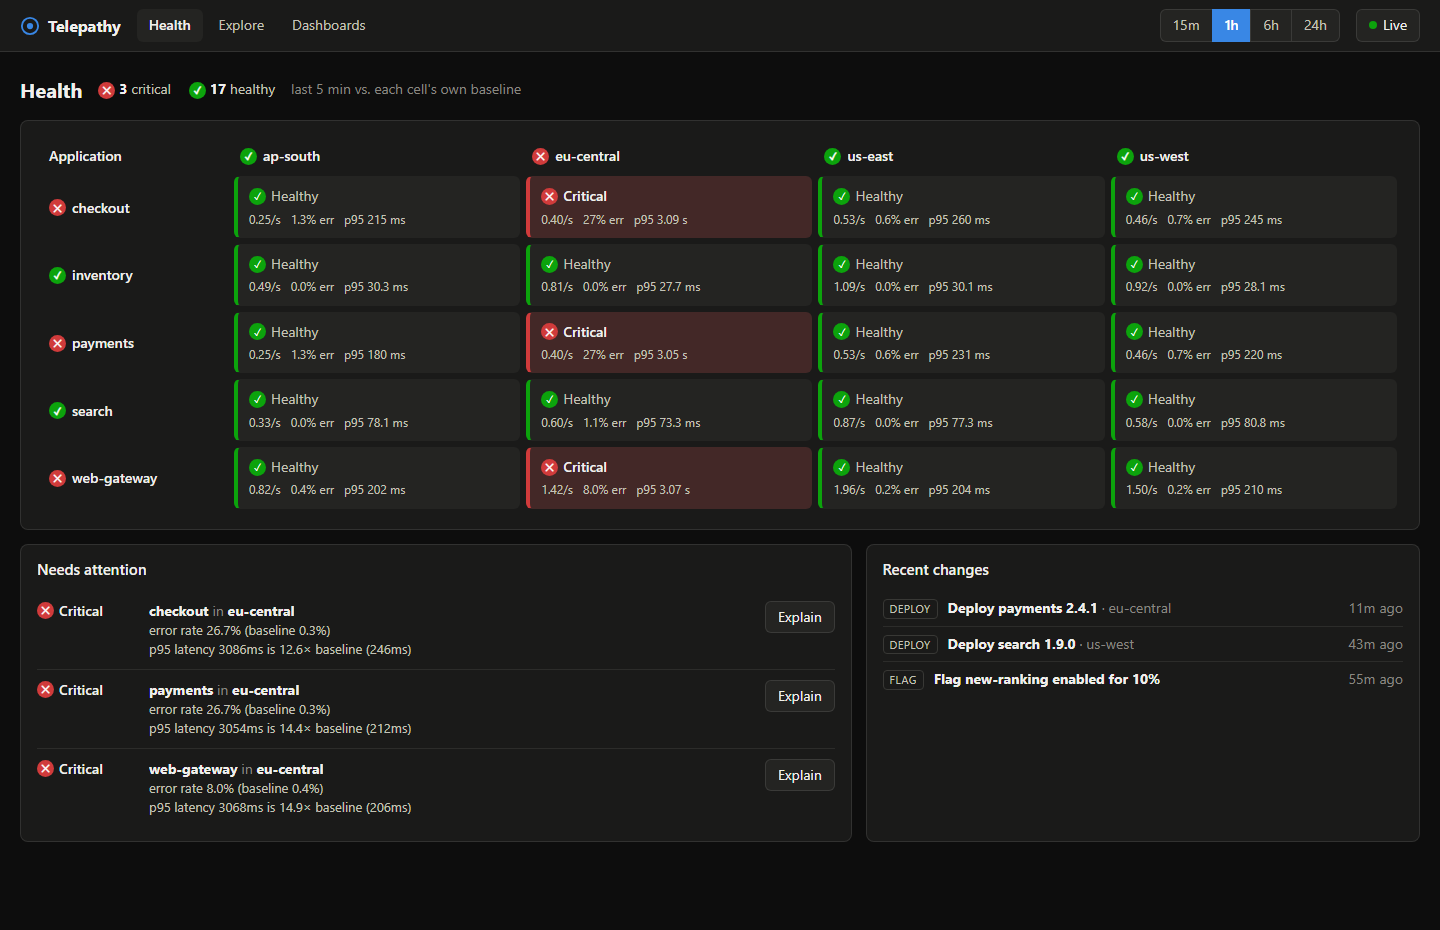 Telepathy Health Explore Dashboards 15m 1h 6h 24h Live
Health 3 critical 17 healthy last 5 min vs. each cell's own baseline
Application ap-south eu-central us-east us-west
checkout
Healthy
0.25/s 1.3% err p95 215 ms
Critical
0.40/s 27% err p95 3.09 s
Healthy
0.53/s 0.6% err p95 260 ms
Healthy
0.46/s 0.7% err p95 245 ms
inventory
Healthy
0.49/s 0.0% err p95 30.3 ms
Healthy
0.81/s 0.0% err p95 27.7 ms
Healthy
1.09/s 0.0% err p95 30.1 ms
Healthy
0.92/s 0.0% err p95 28.1 ms
payments
Healthy
0.25/s 1.3% err p95 180 ms
Critical
0.40/s 27% err p95 3.05 s
Healthy
0.53/s 0.6% err p95 231 ms
Healthy
0.46/s 0.7% err p95 220 ms
search
Healthy
0.33/s 0.0% err p95 78.1 ms
Healthy
0.60/s 1.1% err p95 73.3 ms
Healthy
0.87/s 0.0% err p95 77.3 ms
Healthy
0.58/s 0.0% err p95 80.8 ms
web-gateway
Healthy
0.82/s 0.4% err p95 202 ms
Critical
1.42/s 8.0% err p95 3.07 s
Healthy
1.96/s 0.2% err p95 204 ms
Healthy
1.50/s 0.2% err p95 210 ms
Needs attention
Critical checkout in eu-central Explain
error rate 26.7% (baseline 0.3%)
p95 latency 3086ms is 12.6× baseline (246ms)
Critical payments in eu-central Explain
error rate 26.7% (baseline 0.3%)
p95 latency 3054ms is 14.4× baseline (212ms)
Critical web-gateway in eu-central Explain
error rate 8.0% (baseline 0.4%)
p95 latency 3068ms is 14.9× baseline (206ms)
Recent changes
DEPLOY Deploy payments 2.4.1 · eu-central 11m ago
DEPLOY Deploy search 1.9.0 · us-west 43m ago
FLAG Flag new-ranking enabled for 10% 55m ago